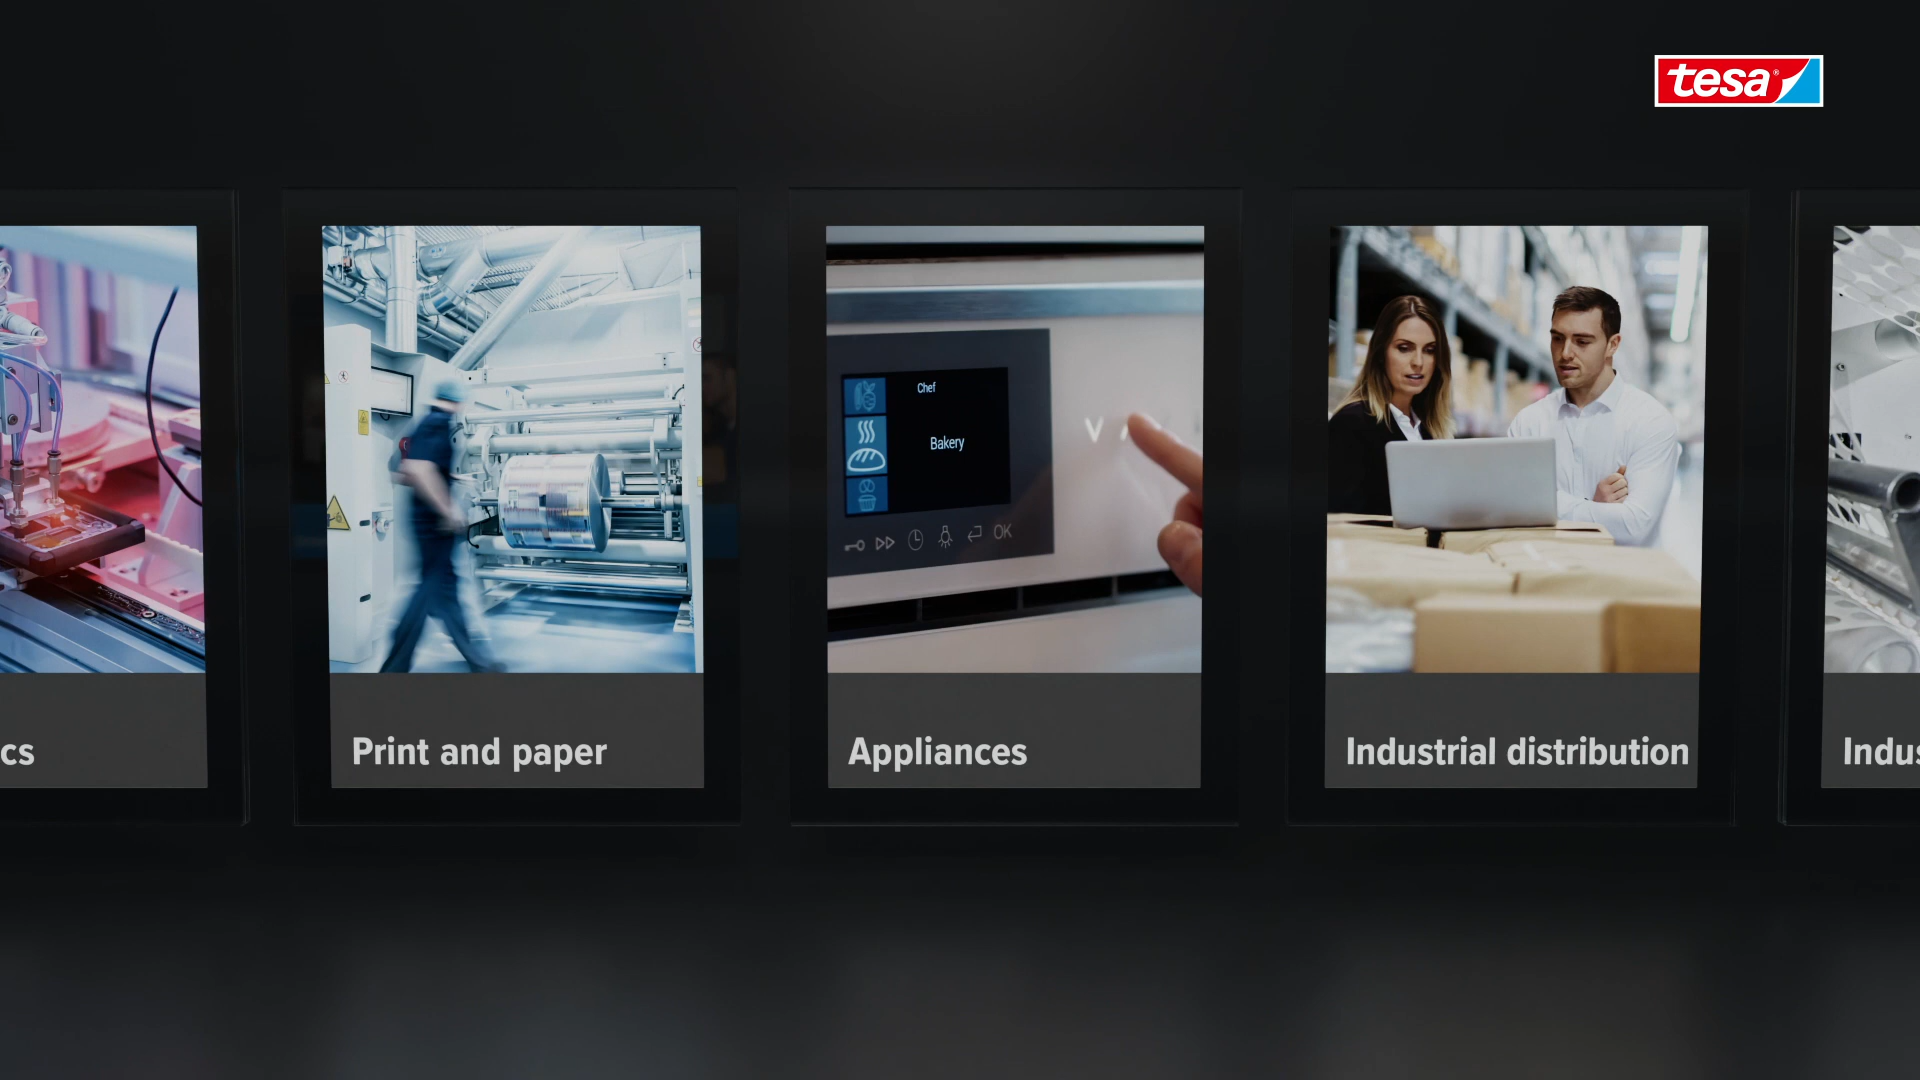 tesa®
Chef
Bakery
OK
cs
Print and paper
Appliances
Industrial distribution
Indus